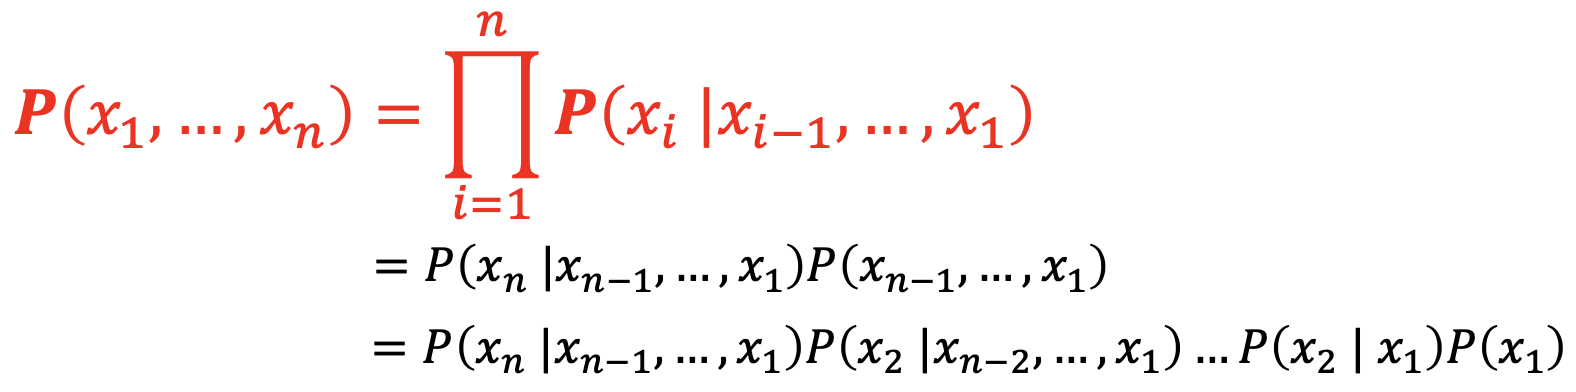 P(x₁, … , xₙ) = ∏ᵢ₌₁ⁿ P(xᵢ |xᵢ₋₁, … , x₁)
= P(xₙ |xₙ₋₁, … , x₁)P(xₙ₋₁, … , x₁)
= P(xₙ |xₙ₋₁, … , x₁)P(x₂ |xₙ₋₂, … , x₁) … P(x₂ | x₁)P(x₁)